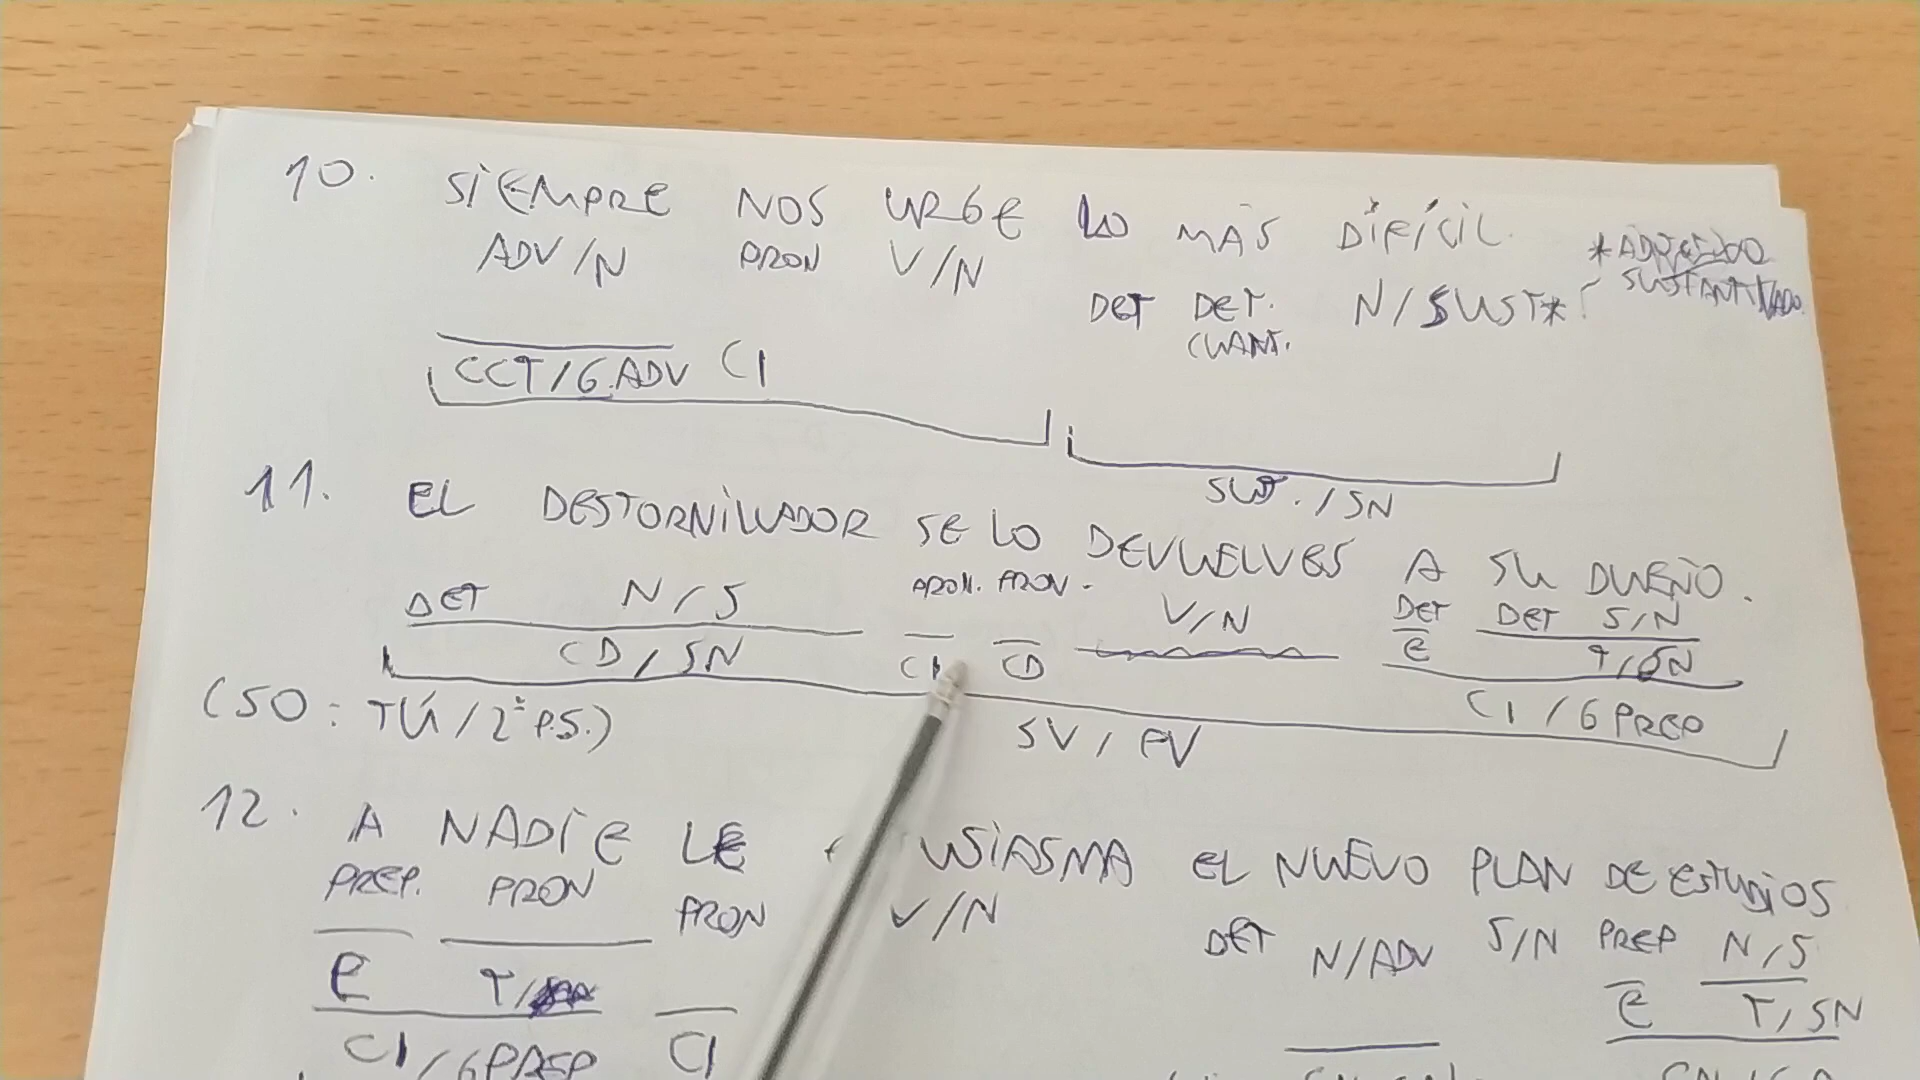 10. SIEMPRE NOS URGE LO MÁS DIFÍCIL.
ADV/N PRON V/N DET DET. N/SUST* *ADJETIVO
CUANT. SUSTANTIVADO
CCT/G.ADV CI
SUJ./SN
11. EL DESTORNILLADOR SE LO DEVUELVES A SU DUEÑO.
DET N/S PRON. PRON. V/N DET DET S/N
CD/SN CI CD E T/SN
CI/GPREP
(SO: TÚ/2ª P.S.) SV/PV
12. A NADIE LE USIASMA EL NUEVO PLAN DE ESTUDIOS
PREP. PRON PRON V/N DET N/ADV S/N PREP N/S
E T/ E T/SN
CI/GPREP CI